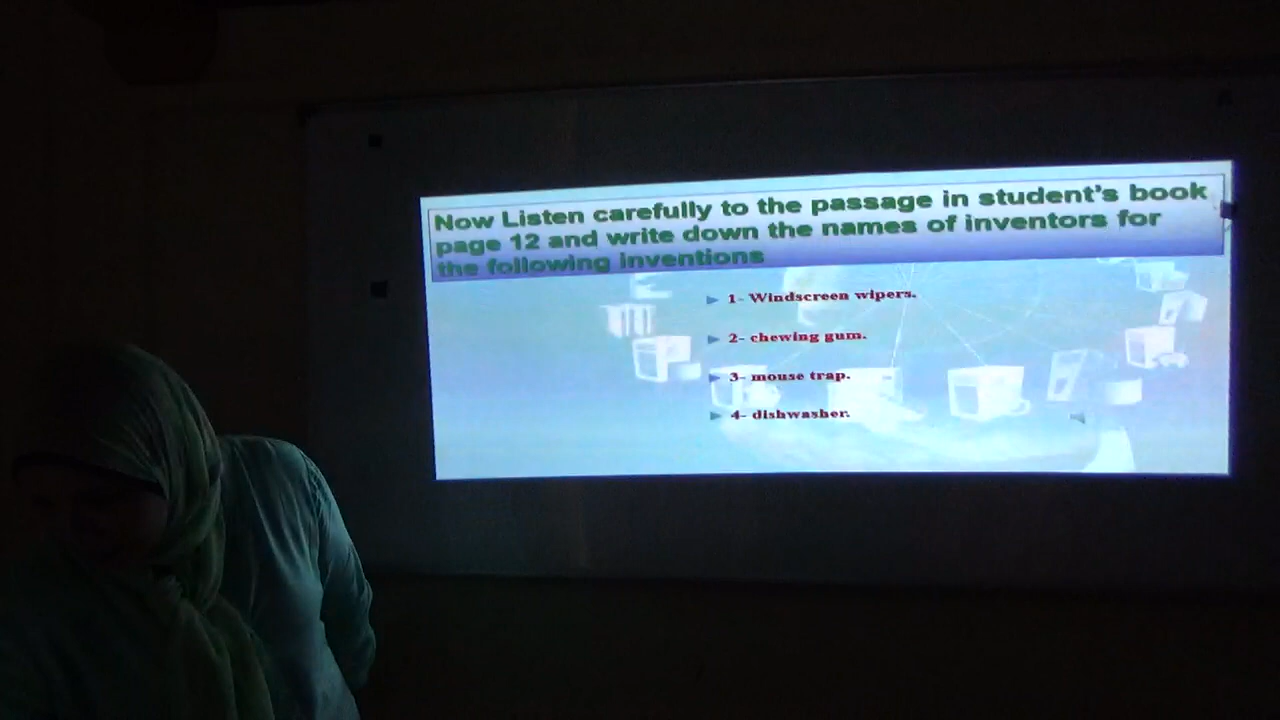 Now Listen carefully to the passage in student's book
page 12 and write down the names of inventors for
the following inventions
1- Windscreen wipers.
2- chewing gum.
3- mouse trap.
4- dishwasher.